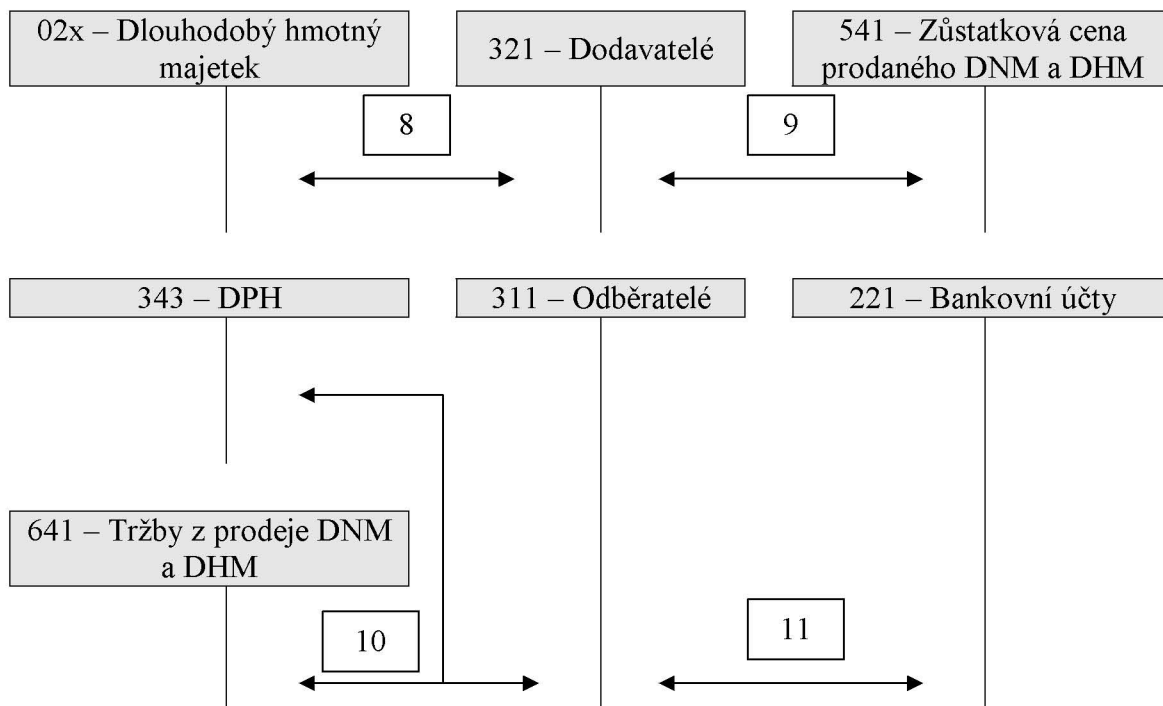 02x – Dlouhodobý hmotný
majetek
321 – Dodavatelé
541 – Zůstatková cena
prodaného DNM a DHM
8
9
343 – DPH
311 – Odběratelé
221 – Bankovní účty
641 – Tržby z prodeje DNM
a DHM
10
11